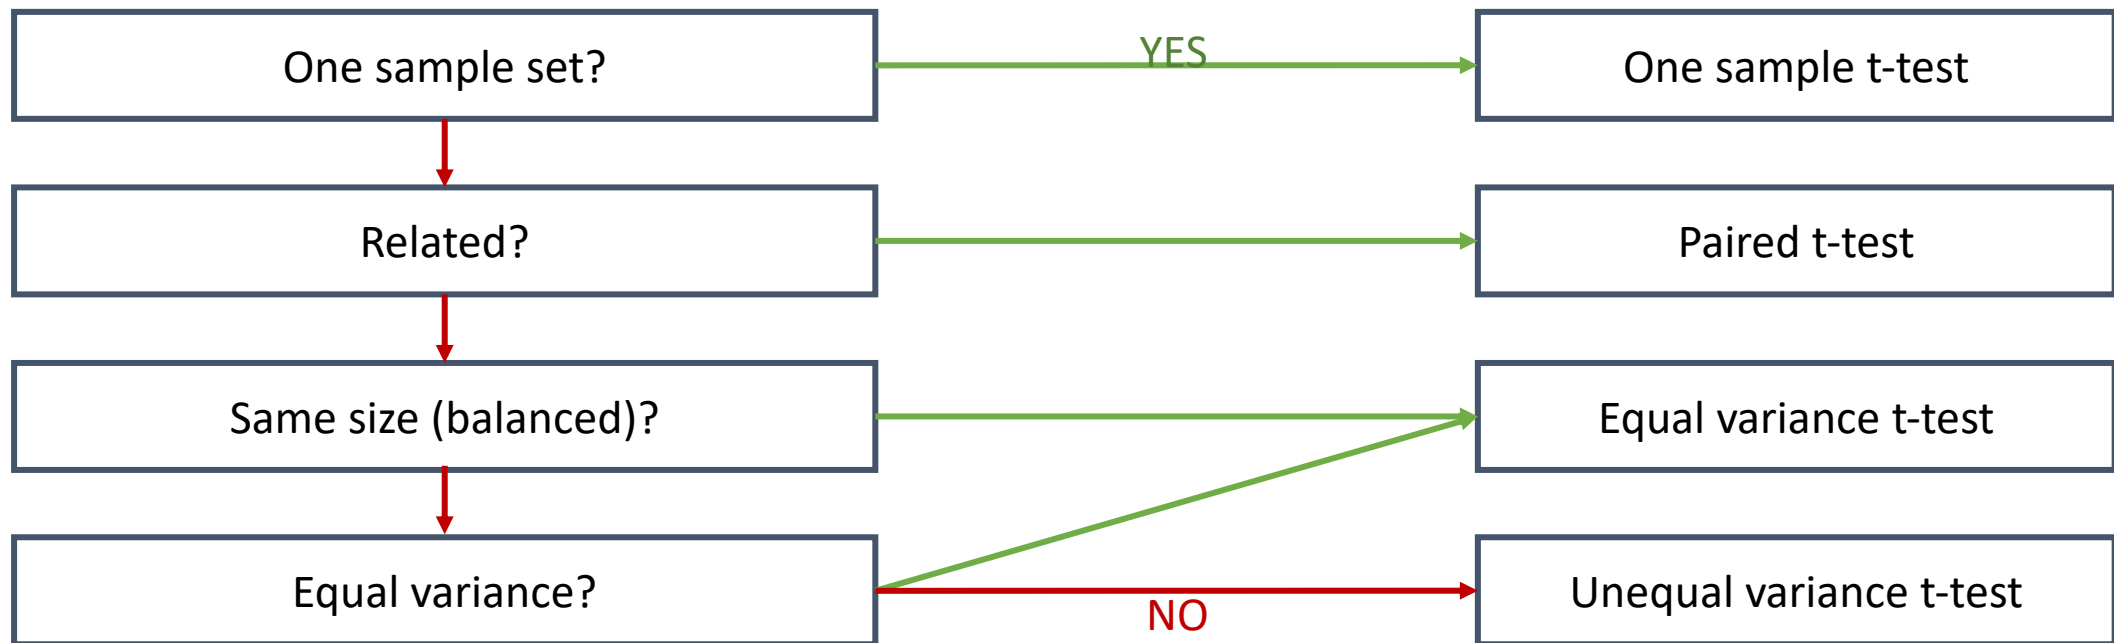 One sample set?
YES
One sample t-test
Related?
Paired t-test
Same size (balanced)?
Equal variance t-test
Equal variance?
NO
Unequal variance t-test